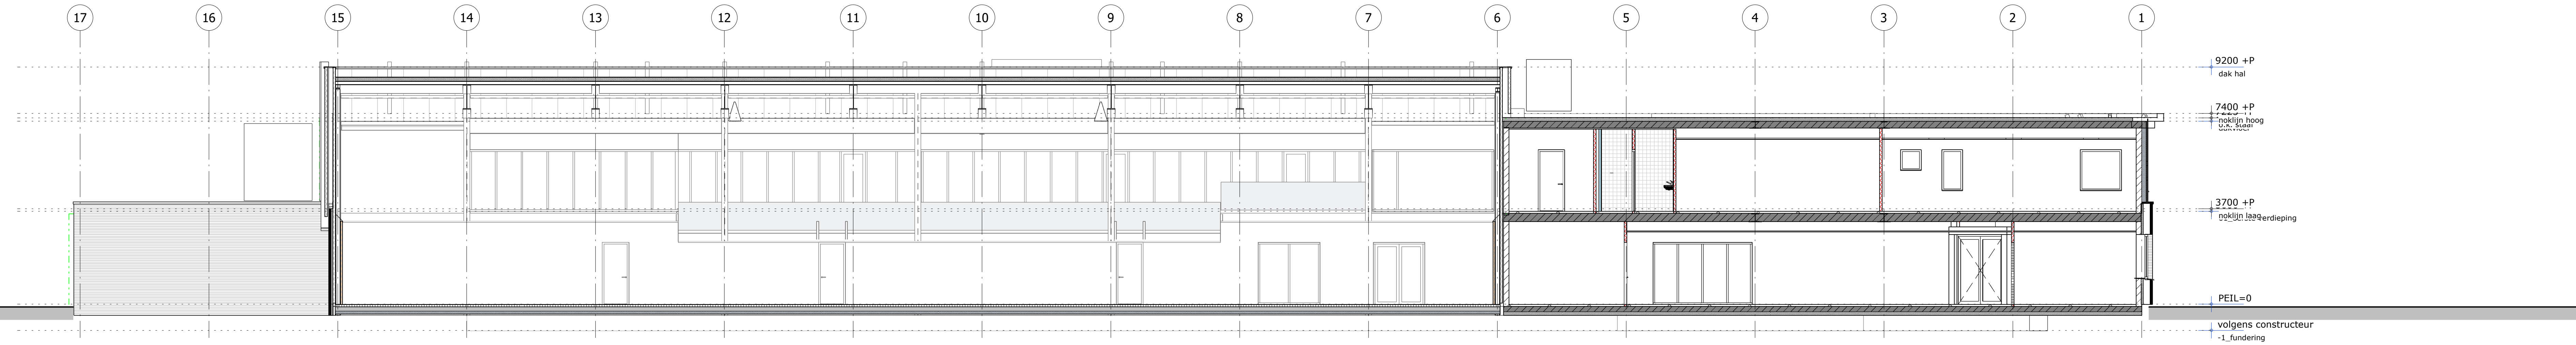 17 16 15 14 13 12 11 10 9 8 7 6 5 4 3 2 1
9200 +P
dak hal
7400 +P
noklijn hoog
o.k. staal
3700 +P
noklijn laag
PEIL=0
volgens constructeur
-1_fundering